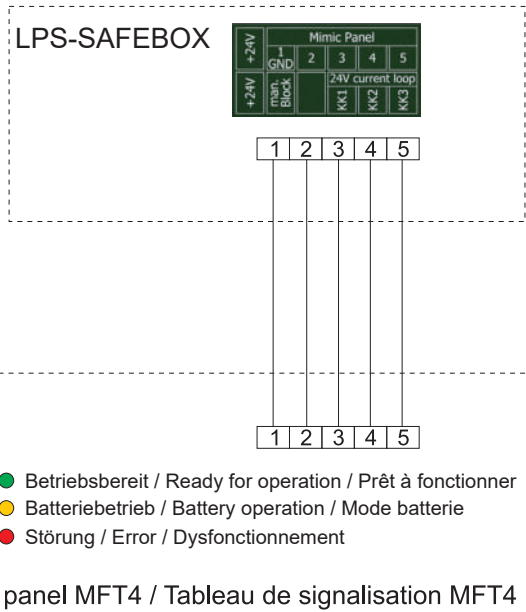 LPS-SAFEBOX
+24V Mimic Panel
1 GND 2 3 4 5
+24V man. Block 24V current loop
KK1 KK2 KK3
1 2 3 4 5
1 2 3 4 5
Betriebsbereit / Ready for operation / Prêt à fonctionner
Batteriebetrieb / Battery operation / Mode batterie
Störung / Error / Dysfonctionnement
panel MFT4 / Tableau de signalisation MFT4